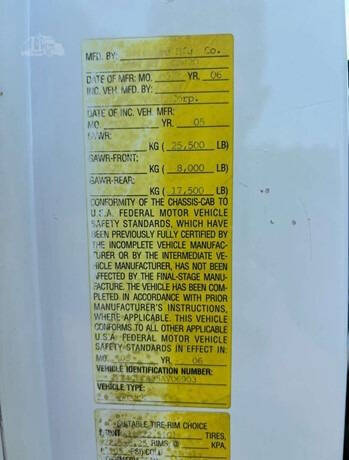 MFD. BY: Mfg. Co.
DATE OF MFR: MO. YR. 06
INC. VEH. MFD. BY:
Corp.
DATE OF INC. VEH. MFR:
MO. YR. 05
GVWR:
KG ( 25,500 LB)
GAWR-FRONT:
KG ( 8,000 LB)
GAWR-REAR:
KG ( 17,500 LB)
CONFORMITY OF THE CHASSIS-CAB TO
U.S.A. FEDERAL MOTOR VEHICLE
SAFETY STANDARDS, WHICH HAVE
BEEN PREVIOUSLY FULLY CERTIFIED BY
THE INCOMPLETE VEHICLE MANUFAC-
TURER OR BY THE INTERMEDIATE VE-
HICLE MANUFACTURER, HAS NOT BEEN
AFFECTED BY THE FINAL-STAGE MANU-
FACTURE. THE VEHICLE HAS BEEN COM-
PLETED IN ACCORDANCE WITH PRIOR
MANUFACTURER'S INSTRUCTIONS,
WHERE APPLICABLE. THIS VEHICLE
CONFORMS TO ALL OTHER APPLICABLE
U.S.A. FEDERAL MOTOR VEHICLE
SAFETY STANDARDS IN EFFECT IN:
MO. YR. 06
VEHICLE IDENTIFICATION NUMBER:
VEHICLE TYPE:
SUITABLE TIRE-RIM CHOICE
FRONT TIRES,
RIMS @ KPA,
PSI) COLD